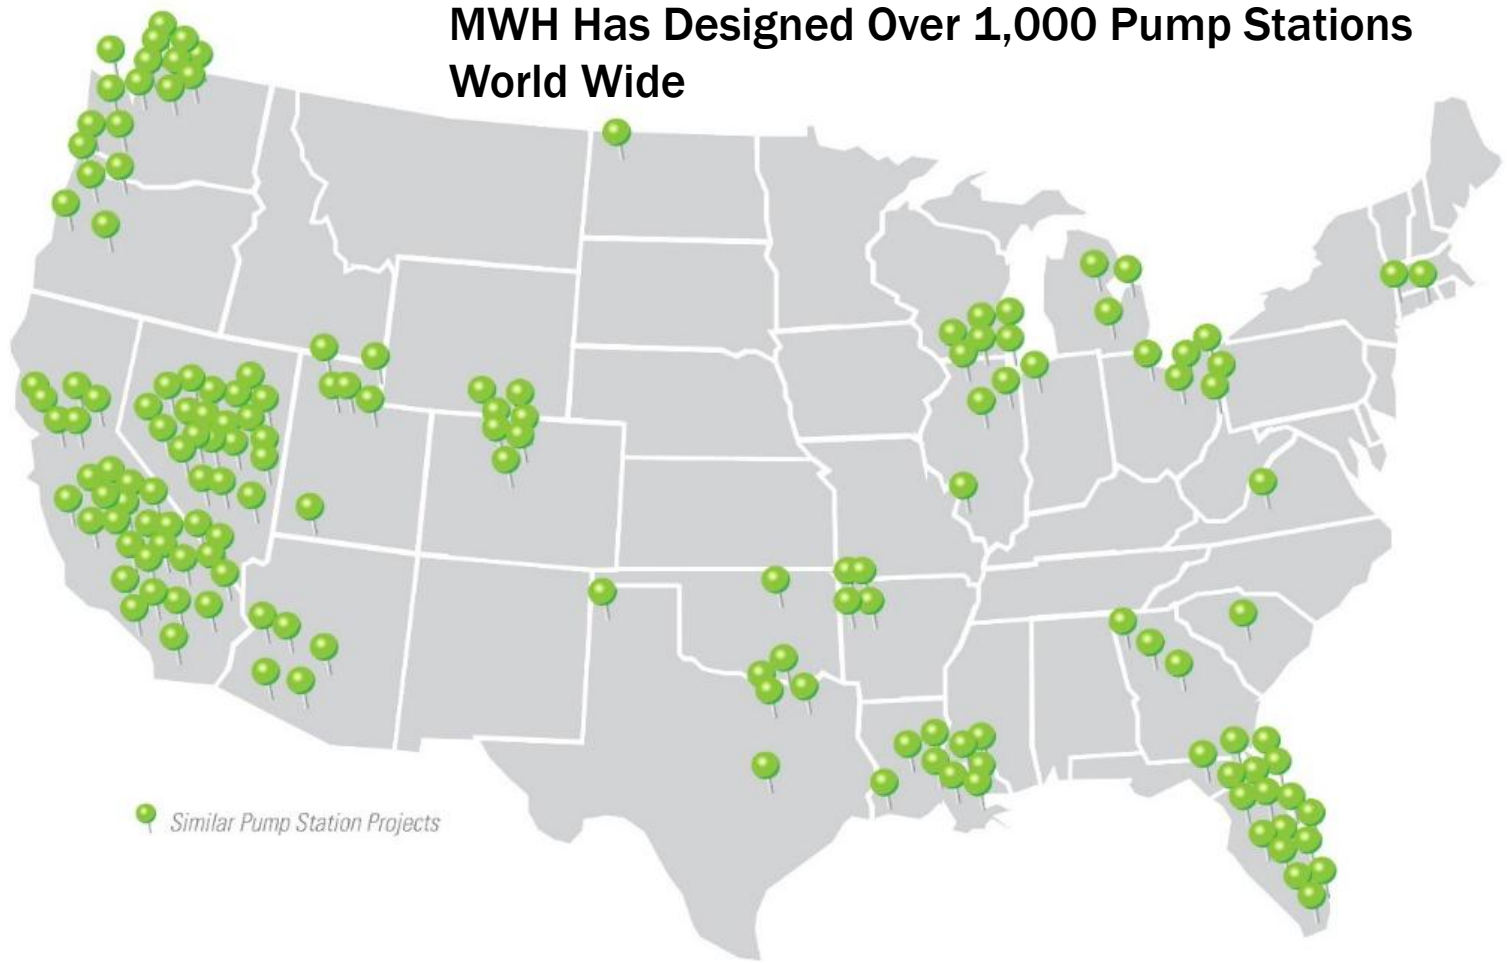 MWH Has Designed Over 1,000 Pump Stations
World Wide
Similar Pump Station Projects